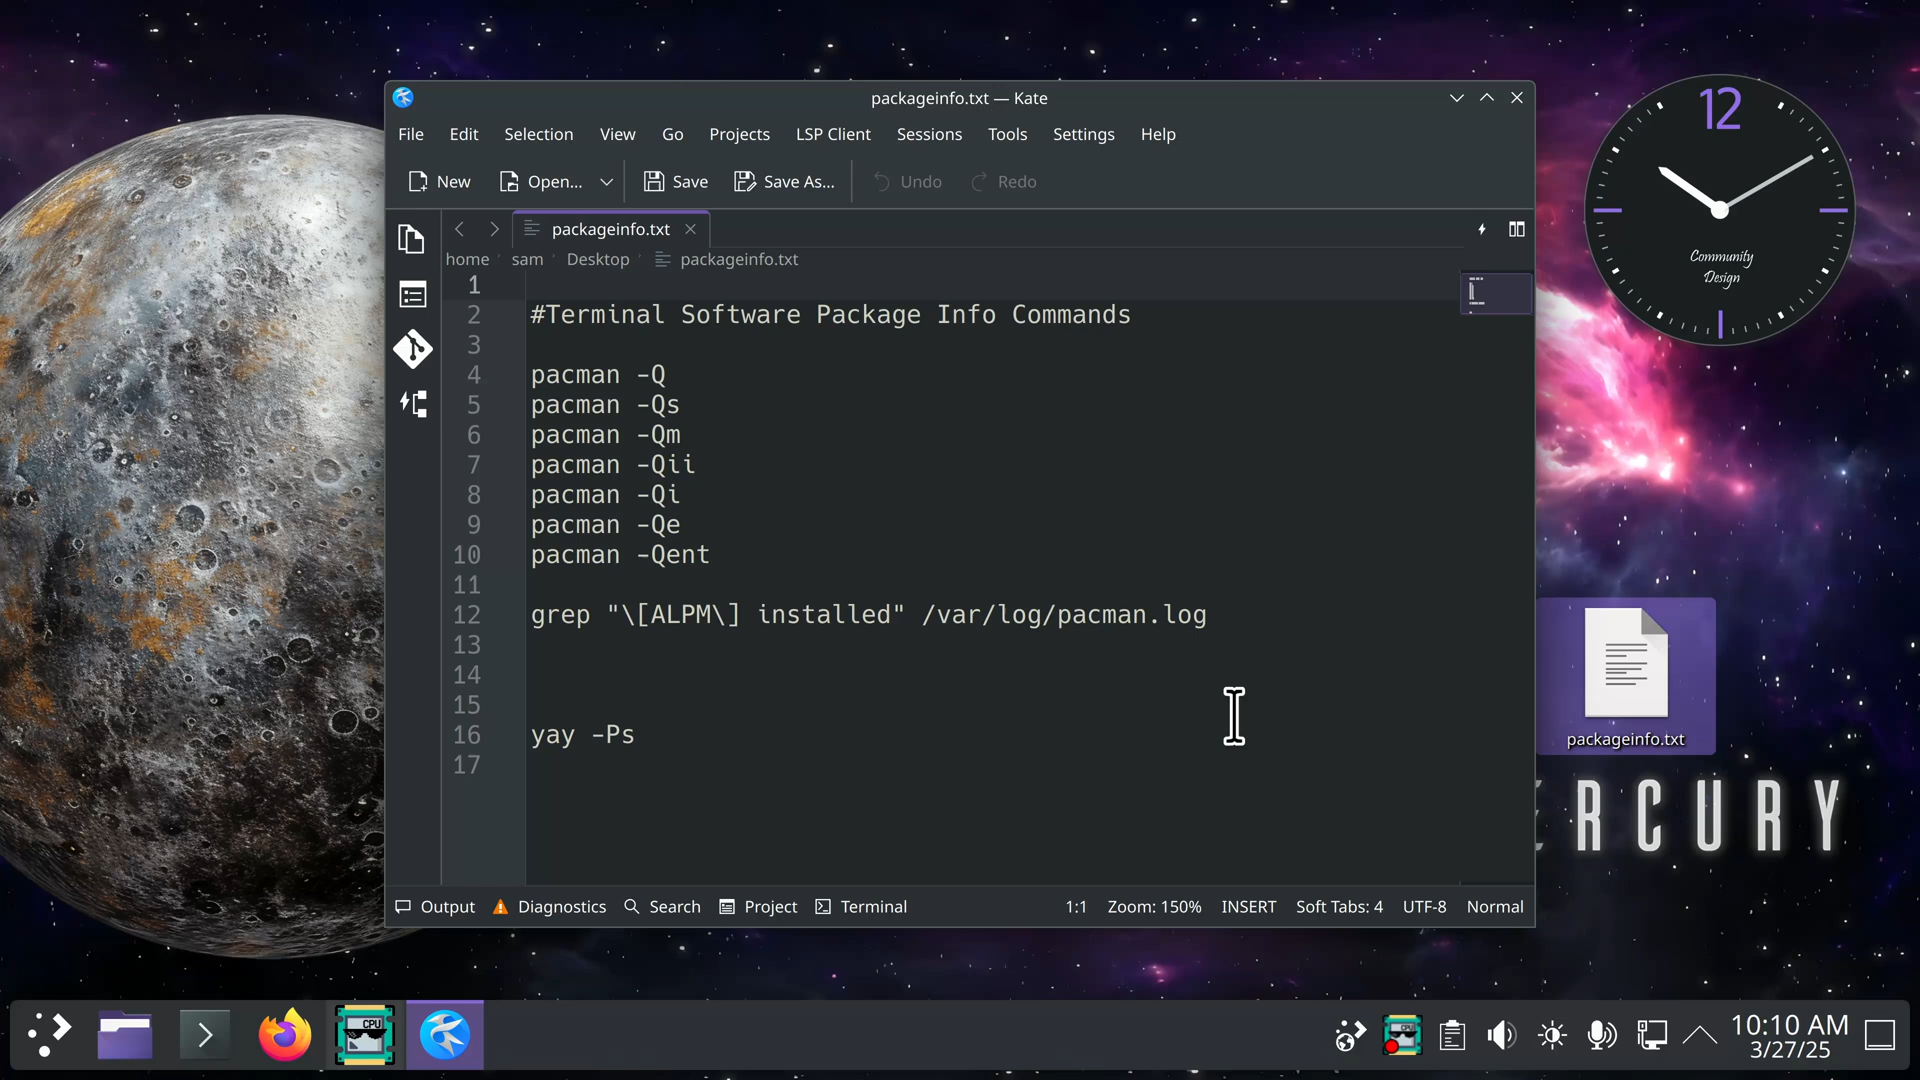 packageinfo.txt — Kate
File Edit Selection View Go Projects LSP Client Sessions Tools Settings Help
New Open... Save Save As... Undo Redo
packageinfo.txt
home sam Desktop packageinfo.txt
1
2 #Terminal Software Package Info Commands
3
4 pacman -Q
5 pacman -Qs
6 pacman -Qm
7 pacman -Qii
8 pacman -Qi
9 pacman -Qe
10 pacman -Qent
11
12 grep "\[ALPM\] installed" /var/log/pacman.log
13
14
15
16 yay -Ps
17
Output Diagnostics Search Project Terminal 1:1 Zoom: 150% INSERT Soft Tabs: 4 UTF-8 Normal
12
Community
Design
packageinfo.txt
ERCURY
CPU
CPU
10:10 AM
3/27/25